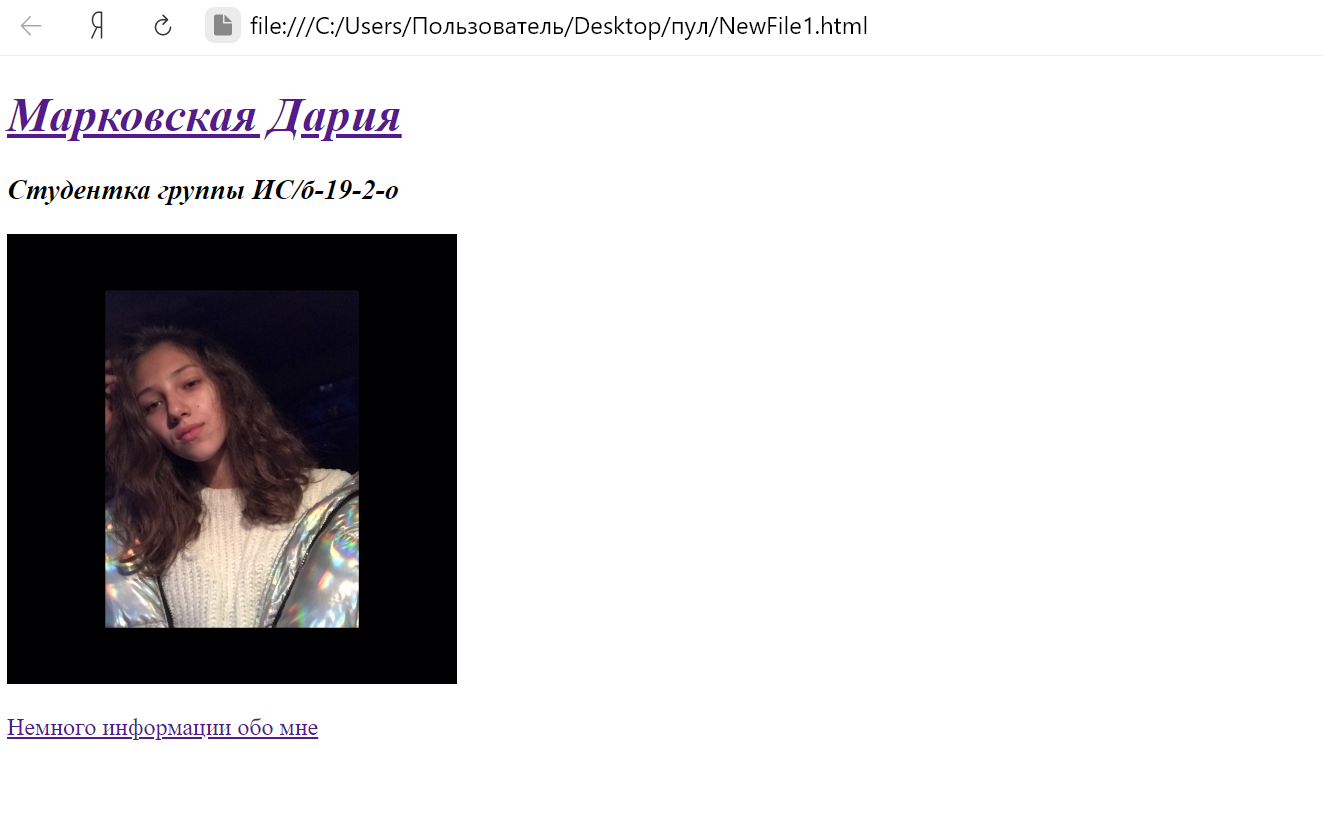 Я file:///C:/Users/Пользователь/Desktop/пул/NewFile1.html
Марковская Дария
Студентка группы ИС/б-19-2-о
Немного информации обо мне